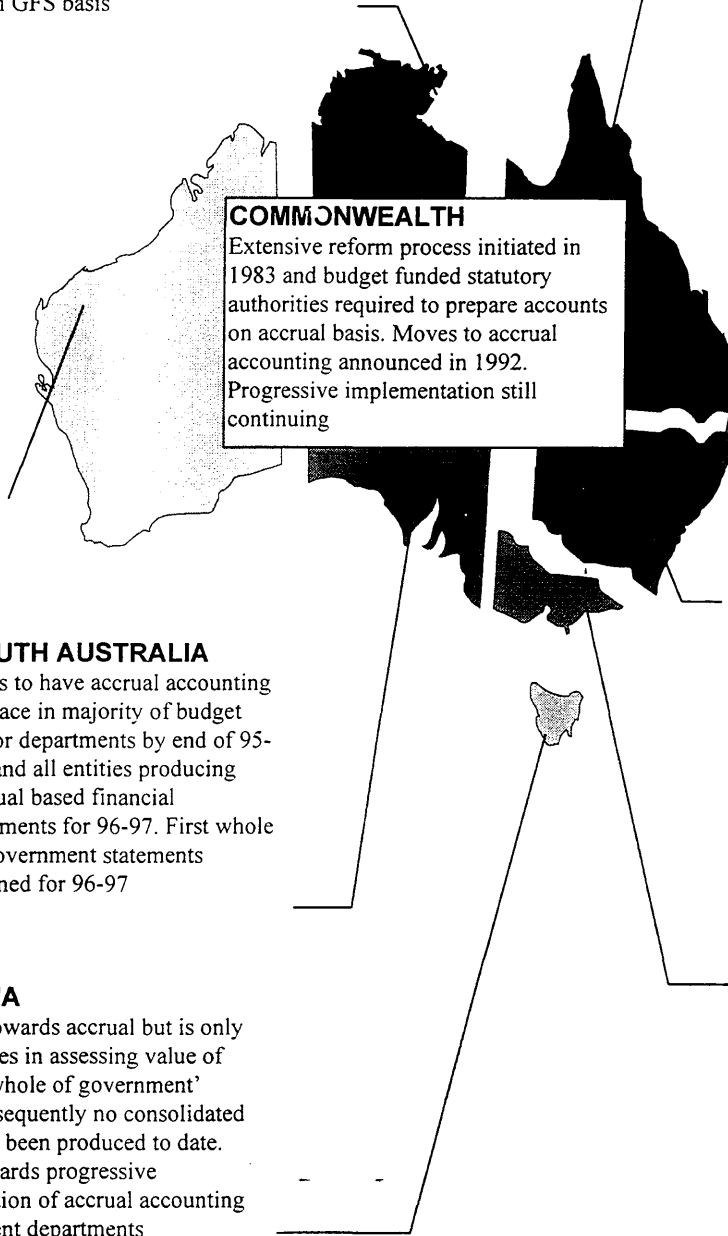 GFS basis
COMMONWEALTH
Extensive reform process initiated in
1983 and budget funded statutory
authorities required to prepare accounts
on accrual basis. Moves to accrual
accounting announced in 1992.
Progressive implementation still
continuing
UTH AUSTRALIA
s to have accrual accounting
ace in majority of budget
or departments by end of 95-
and all entities producing
ual based financial
ments for 96-97. First whole
overnment statements
ned for 96-97
A
owards accrual but is only
es in assessing value of
whole of government'
sequently no consolidated
been produced to date.
ards progressive
ion of accrual accounting
ent departments